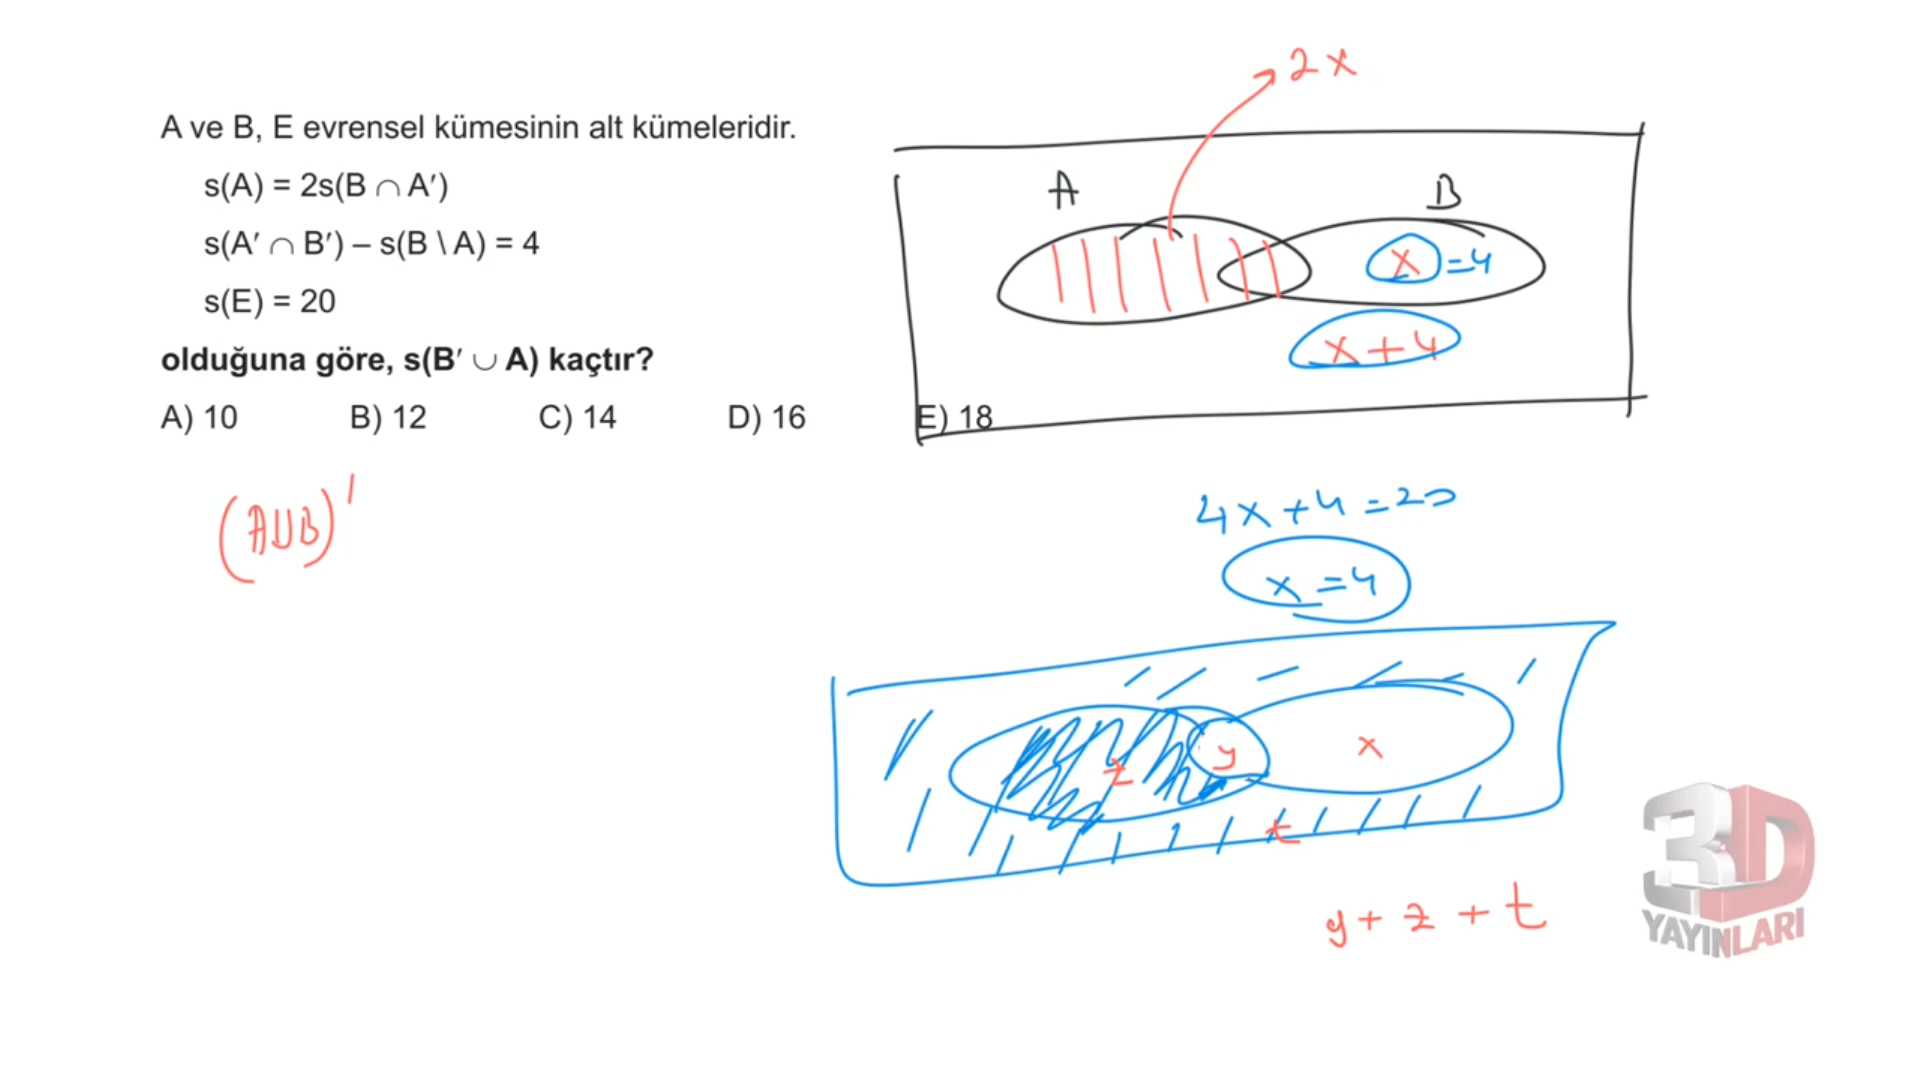 A ve B, E evrensel kümesinin alt kümeleridir.
s(A) = 2s(B ∩ A′)
s(A′ ∩ B′) – s(B \ A) = 4
s(E) = 20
olduğuna göre, s(B′ ∪ A) kaçtır?
A) 10 B) 12 C) 14 D) 16 E) 18
(A∪B)′
2x
A B
x = 4
x + 4
4x + 4 = 20
x = 4
z y x
t
y + z + t
3D
YAYINLARI